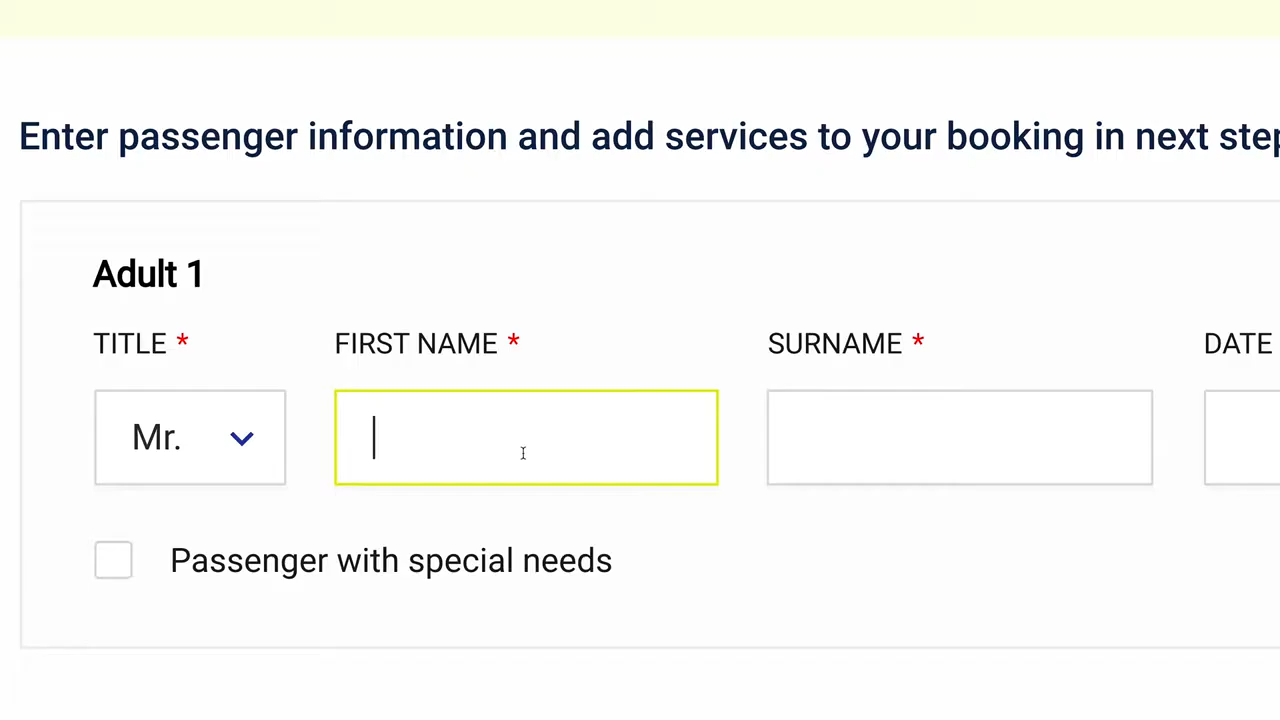 Enter passenger information and add services to your booking in next step
Adult 1
TITLE * FIRST NAME * SURNAME * DATE
Mr.
Passenger with special needs